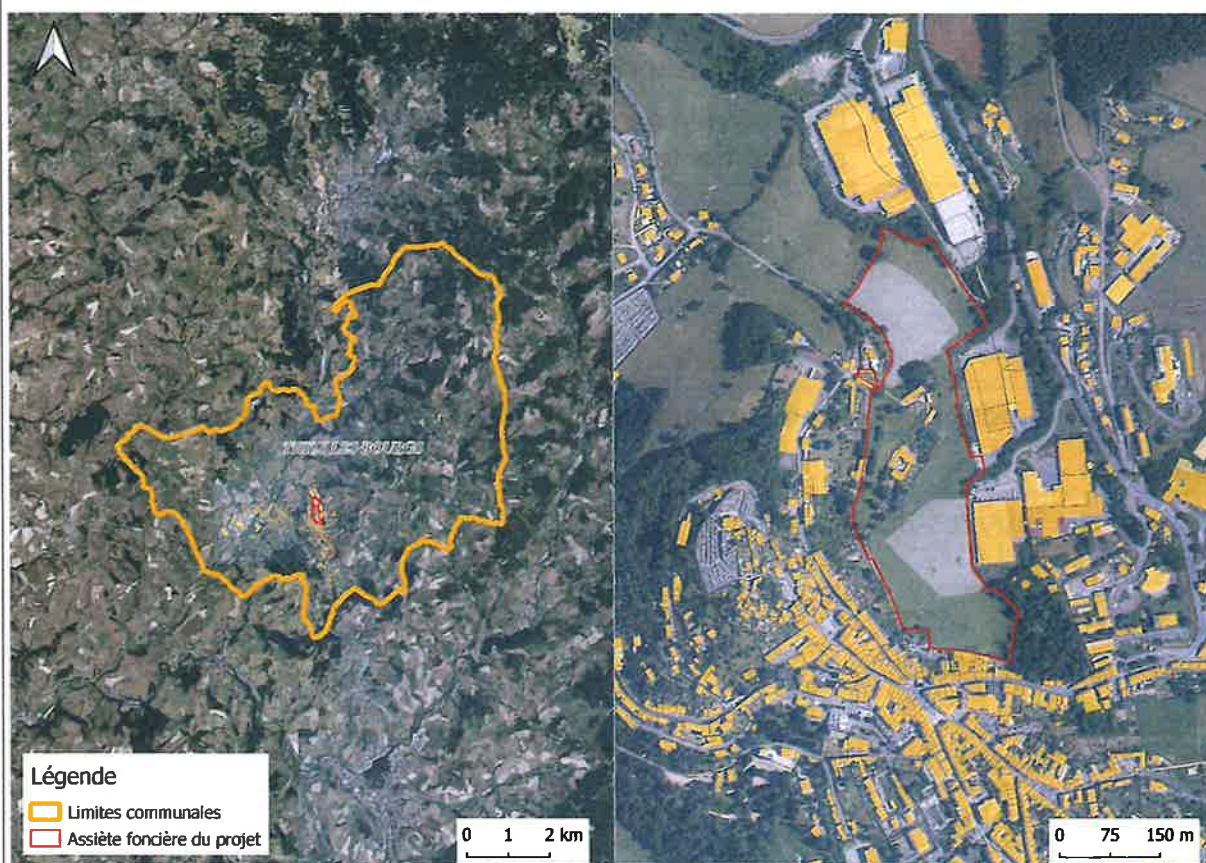 Légende
Limites communales
Assiète foncière du projet
0 1 2 km
0 75 150 m